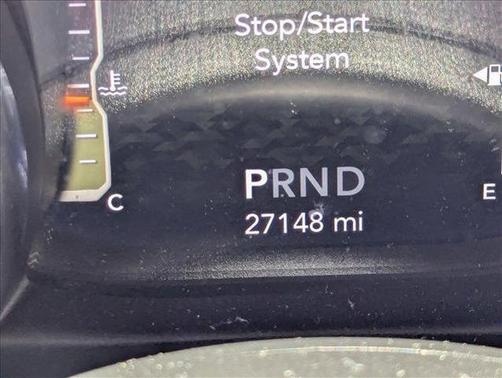 Stop/Start
System
C
E
PRND
27148 mi